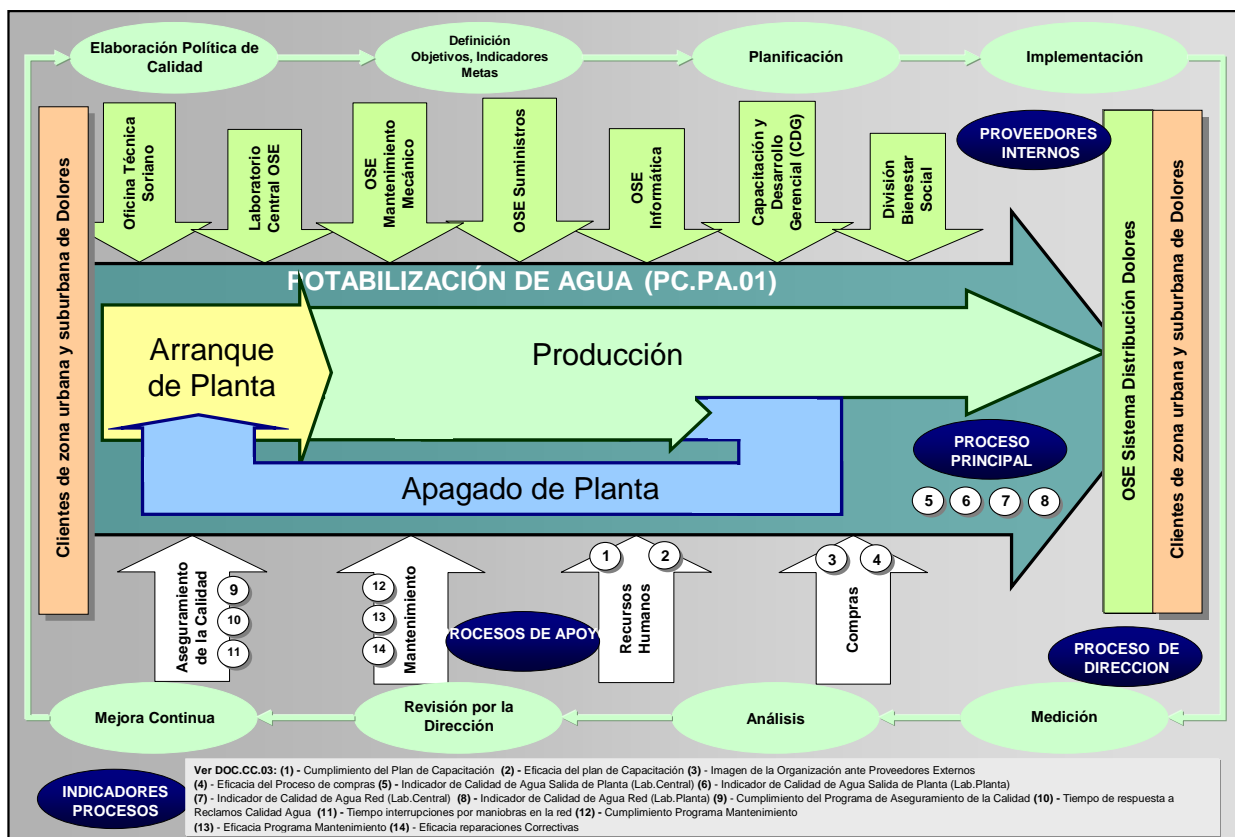 Elaboración Política de
Calidad
Definición
Objetivos, Indicadores
Metas
Planificación
Implementación
Oficina Técnica
Soriano
Laboratorio
Central OSE
OSE
Mantenimiento
Mecánico
OSE Suministros
OSE
Informática
Capacitación y
Desarrollo
Gerencial (CDG)
División
Bienestar
Social
PROVEEDORES
INTERNOS
Clientes de zona urbana y suburbana de Dolores
POTABILIZACIÓN DE AGUA (PC.PA.01)
Arranque
de Planta
Producción
Apagado de Planta
PROCESO
PRINCIPAL
5 6 7 8
OSE Sistema Distribución Dolores
Clientes de zona urbana y suburbana de Dolores
Aseguramiento
de la Calidad
9
10
11
Mantenimiento
12
13
14
ROCESOS DE APOY
Recursos
Humanos
1 2
Compras
3 4
PROCESO DE
DIRECCION
Mejora Continua
Revisión por la
Dirección
Análisis
Medición
INDICADORES
PROCESOS
Ver DOC.CC.03: (1) - Cumplimiento del Plan de Capacitación (2) - Eficacia del plan de Capacitación (3) - Imagen de la Organización ante Proveedores Externos
(4) - Eficacia del Proceso de compras (5) - Indicador de Calidad de Agua Salida de Planta (Lab.Central) (6) - Indicador de Calidad de Agua Salida de Planta (Lab.Planta)
(7) - Indicador de Calidad de Agua Red (Lab.Central) (8) - Indicador de Calidad de Agua Red (Lab.Planta) (9) - Cumplimiento del Programa de Aseguramiento de la Calidad (10) - Tiempo de respuesta a
Reclamos Calidad Agua (11) - Tiempo interrupciones por maniobras en la red (12) - Cumplimiento Programa Mantenimiento
(13) - Eficacia Programa Mantenimiento (14) - Eficacia reparaciones Correctivas